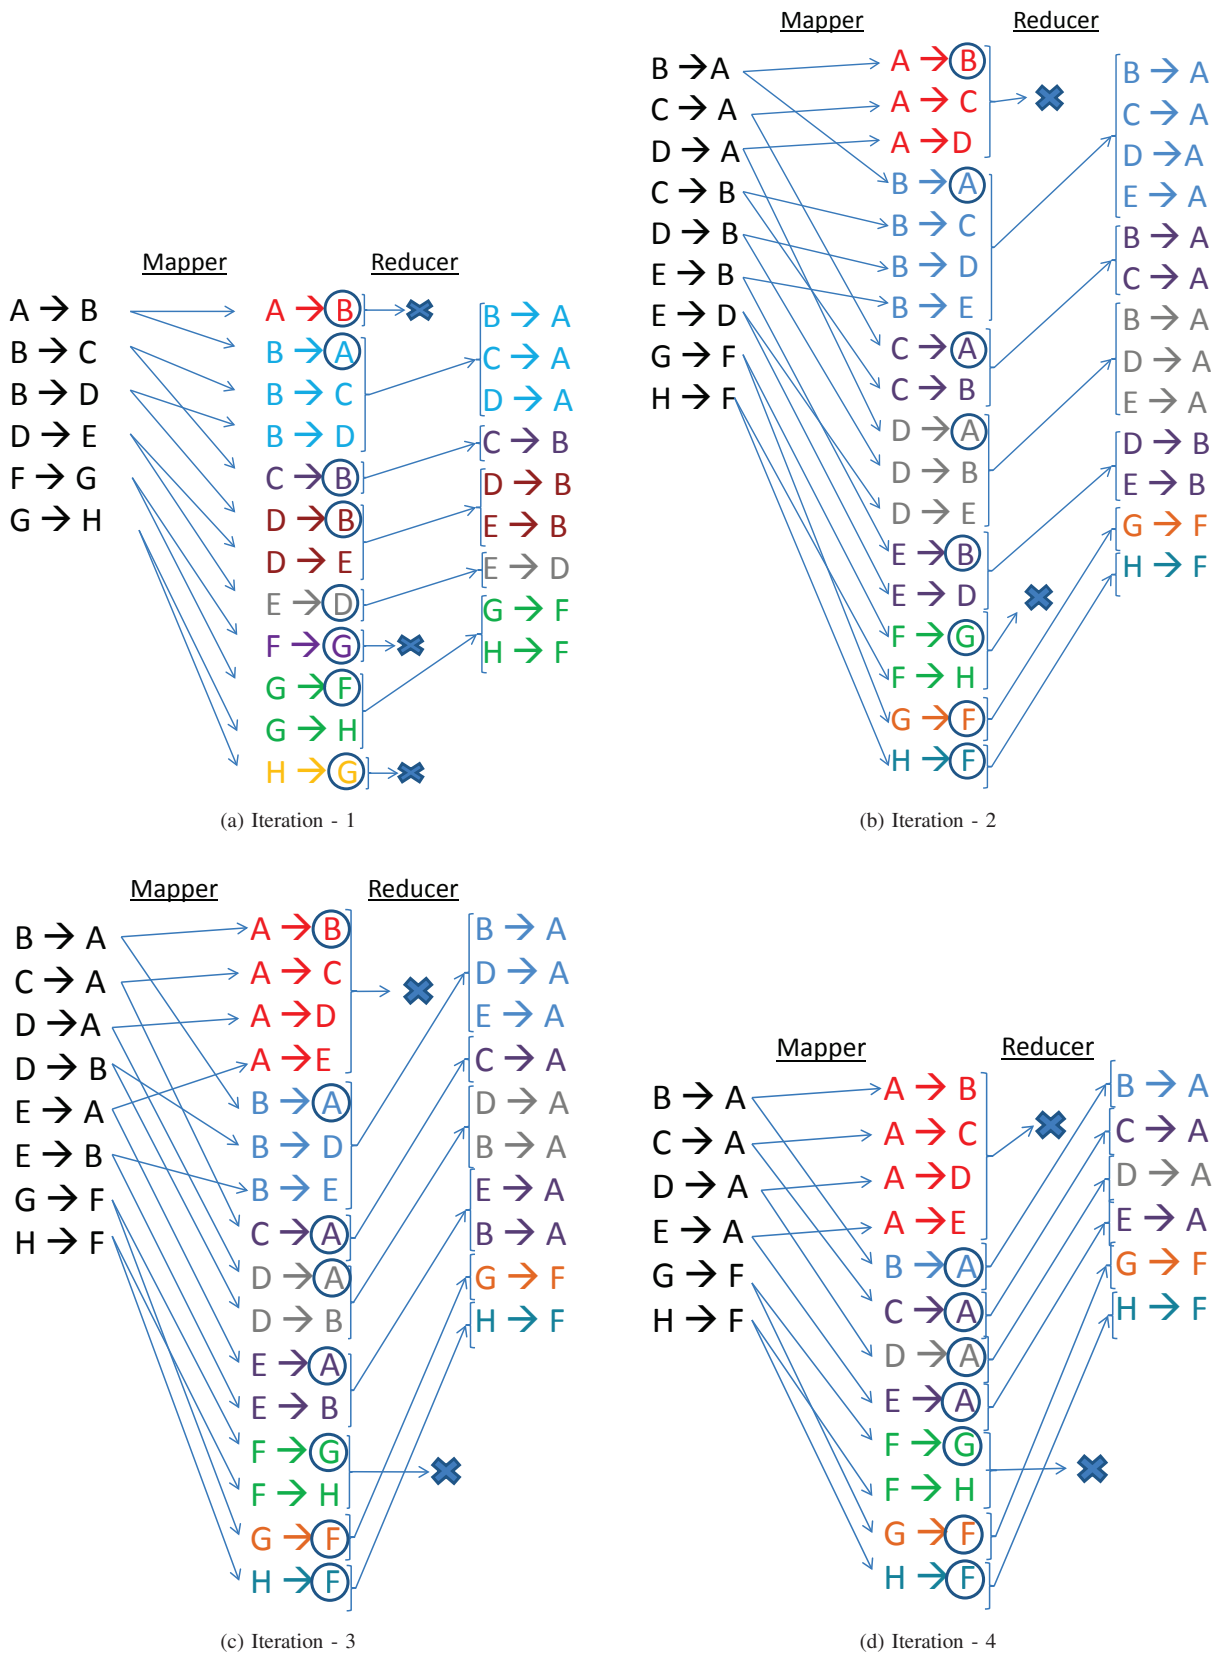 Mapper Reducer
A → B
B → C
B → D
D → E
F → G
G → H
A → B
B → A
B → C
B → D
C → B
D → B
D → E
E → D
F → G
G → F
G → H
H → G
B → A
C → A
D → A
C → B
D → B
E → B
E → D
G → F
H → F
(a) Iteration - 1
Mapper Reducer
B → A
C → A
D → A
C → B
D → B
E → B
E → D
G → F
H → F
A → B
A → C
A → D
B → A
B → C
B → D
B → E
C → A
C → B
D → A
D → B
D → E
E → B
E → D
F → G
F → H
G → F
H → F
B → A
C → A
D → A
E → A
B → A
C → A
B → A
D → A
E → A
D → B
E → B
G → F
H → F
(b) Iteration - 2
Mapper Reducer
B → A
C → A
D → A
D → B
E → A
E → B
G → F
H → F
A → B
A → C
A → D
A → E
B → A
B → D
B → E
C → A
D → A
D → B
E → A
E → B
F → G
F → H
G → F
H → F
B → A
D → A
E → A
C → A
D → A
B → A
E → A
B → A
G → F
H → F
(c) Iteration - 3
Mapper Reducer
B → A
C → A
D → A
E → A
G → F
H → F
A → B
A → C
A → D
A → E
B → A
C → A
D → A
E → A
F → G
F → H
G → F
H → F
B → A
C → A
D → A
E → A
G → F
H → F
(d) Iteration - 4